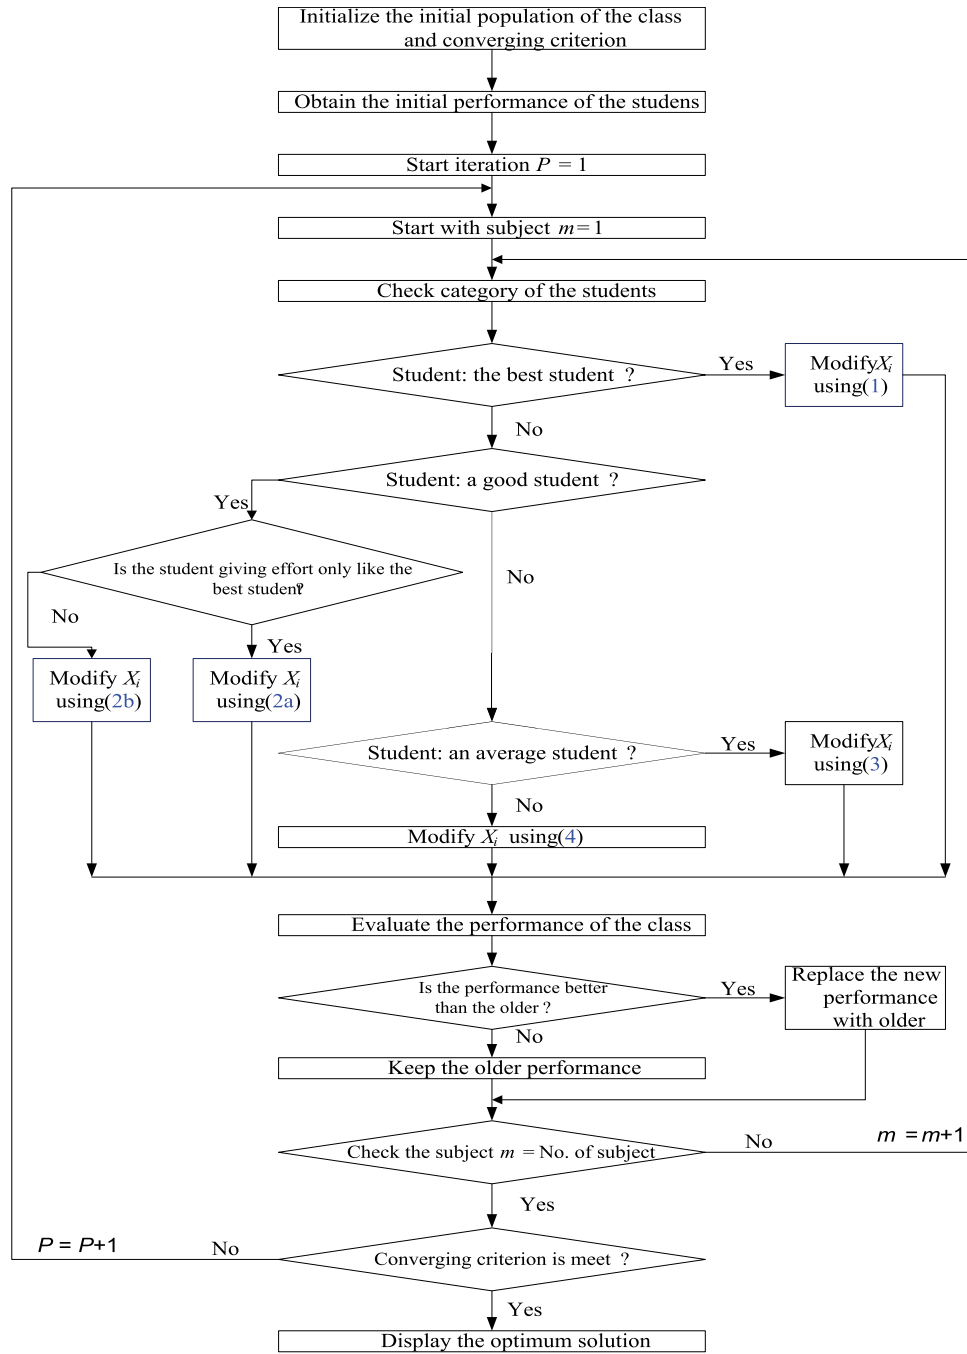 Initialize the initial population of the class
and converging criterion
Obtain the initial performance of the studens
Start iteration P = 1
Start with subject m=1
Check category of the students
Student: the best student ?
Yes
Modify Xi
using(1)
No
Student: a good student ?
Yes
Is the student giving effort only like the
best student?
No
No
Yes
Modify Xi
using(2b)
Modify Xi
using(2a)
Student: an average student ?
Yes
Modify Xi
using(3)
No
Modify Xi using(4)
Evaluate the performance of the class
Is the performance better
than the older ?
Yes
Replace the new
performance
with older
No
Keep the older performance
Check the subject m = No. of subject
No
m = m+1
Yes
P = P+1
No
Converging criterion is meet ?
Yes
Display the optimum solution